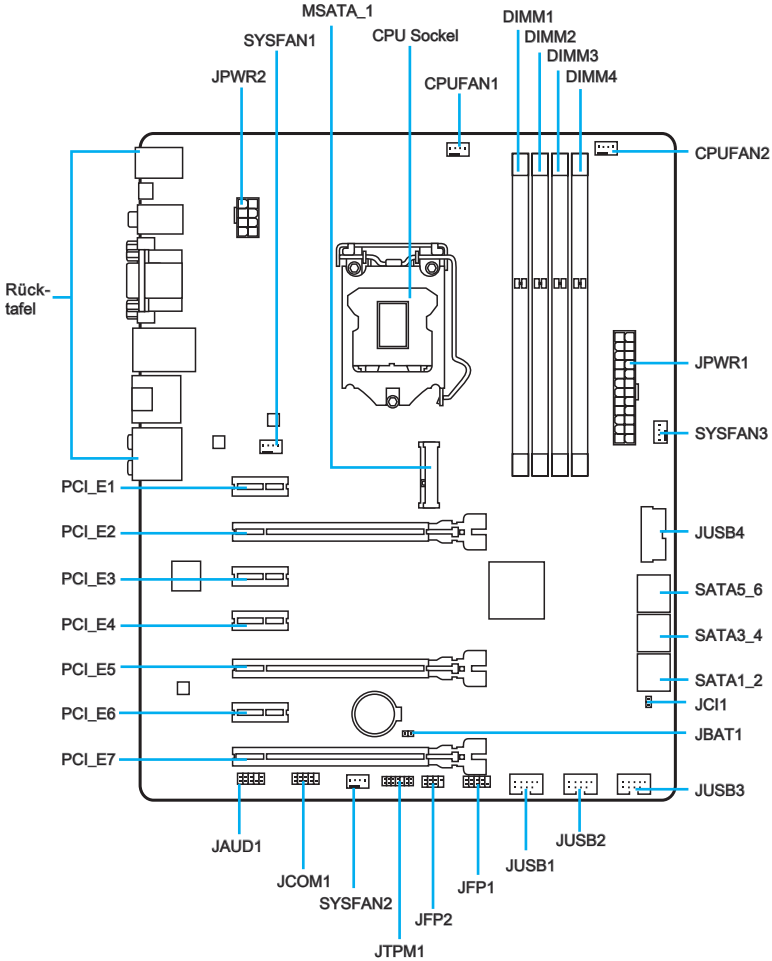 MSATA_1
DIMM1
SYSFAN1
CPU Sockel
DIMM2
DIMM3
JPWR2
CPUFAN1
DIMM4
CPUFAN2
Rück-
tafel
JPWR1
SYSFAN3
PCI_E1
PCI_E2
JUSB4
PCI_E3
SATA5_6
PCI_E4
SATA3_4
PCI_E5
SATA1_2
JCI1
PCI_E6
JBAT1
PCI_E7
JUSB3
JAUD1
JUSB2
JUSB1
JCOM1
JFP1
SYSFAN2
JFP2
JTPM1